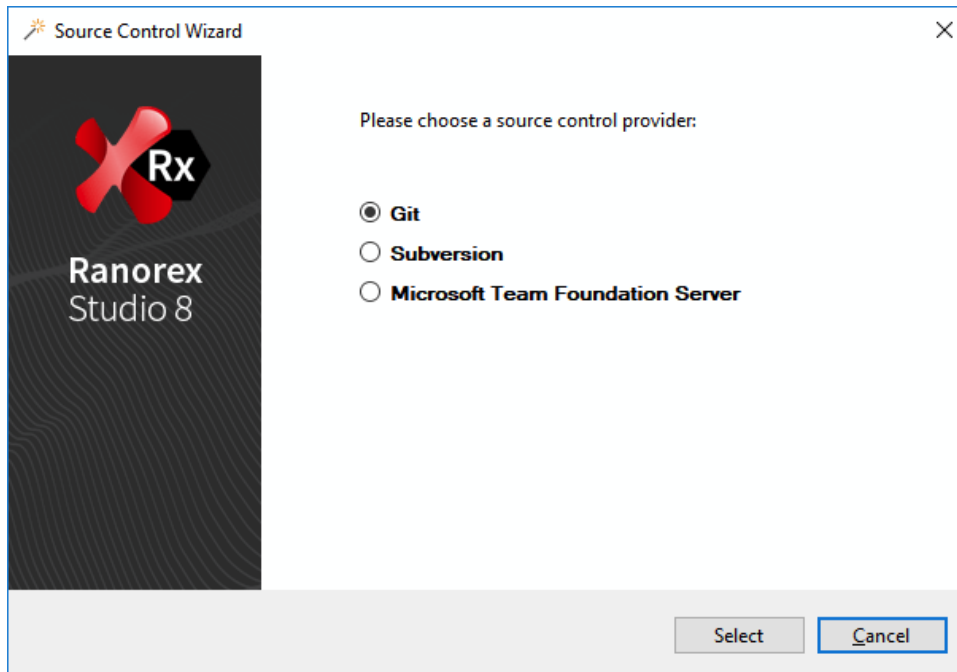 Source Control Wizard
Rx
Ranorex
Studio 8
Please choose a source control provider:
Git
Subversion
Microsoft Team Foundation Server
Select
Cancel